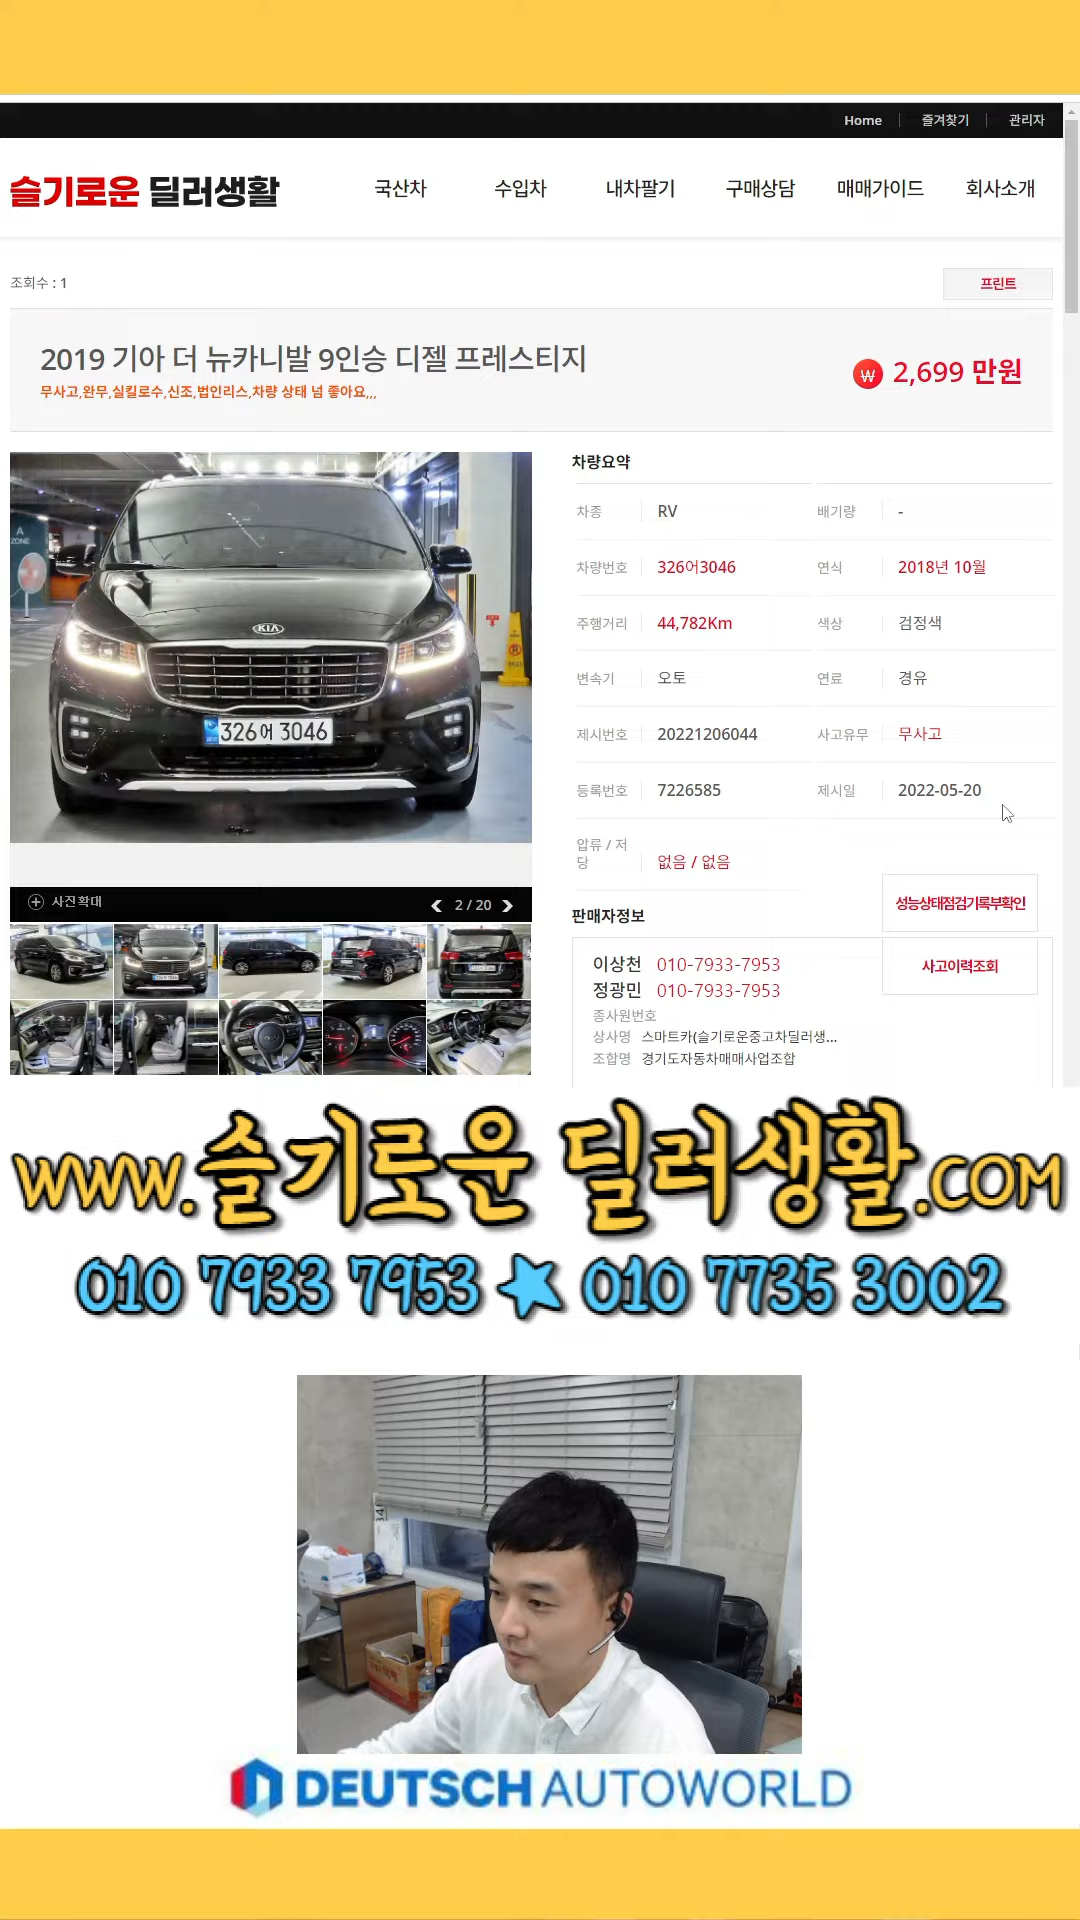 Home
즐겨찾기
관리자
슬기로운 딜러생활
국산차
수입차
내차팔기
구매상담
매매가이드
회사소개
조회수 : 1
프린트
2019 기아 더 뉴카니발 9인승 디젤 프레스티지
무사고,완무,실킬로수,신조,법인리스,차량 상태 넘 좋아요,,,
₩ 2,699 만원
A
ZONE
KIA
326어 3046
사진확대
2 / 20
차량요약
차종 RV
배기량 -
차량번호 326어3046
연식 2018년 10월
주행거리 44,782Km
색상 검정색
변속기 오토
연료 경유
제시번호 20221206044
사고유무 무사고
등록번호 7226585
제시일 2022-05-20
압류 / 저
당
없음 / 없음
성능상태점검기록부확인
판매자정보
사고이력조회
이상천 010-7933-7953
정광민 010-7933-7953
종사원번호
상사명 스마트카(슬기로운중고차딜러생...
조합명 경기도자동차매매사업조합
www.슬기로운 딜러생활.com
010 7933 7953 ★ 010 7735 3002
DEUTSCH AUTOWORLD